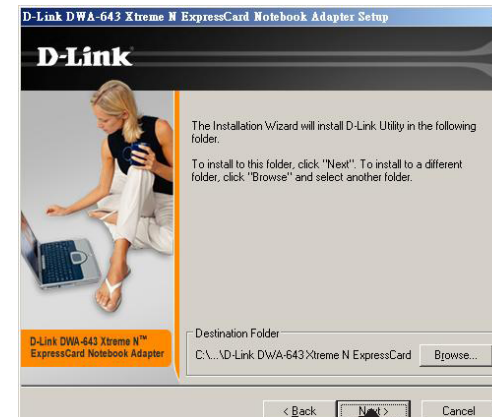 D-Link DWA-643 Xtreme N ExpressCard Notebook Adapter Setup
D-Link
The Installation Wizard will install D-Link Utility in the following
folder.
To install to this folder, click "Next". To install to a different
folder, click "Browse" and select another folder.
D-Link DWA-643 Xtreme N™
ExpressCard Notebook Adapter
Destination Folder
C:\...\D-Link DWA-643 Xtreme N ExpressCard
Browse...
< Back
Next >
Cancel